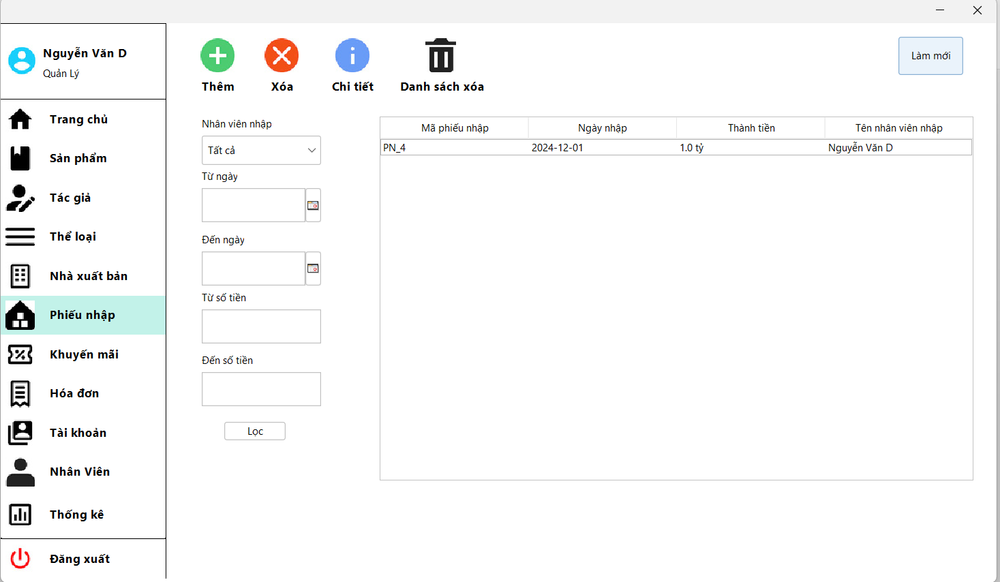 Nguyễn Văn D
Quản Lý
Trang chủ
Sản phẩm
Tác giả
Thể loại
Nhà xuất bản
Phiếu nhập
Khuyến mãi
Hóa đơn
Tài khoản
Nhân Viên
Thống kê
Đăng xuất
Thêm
Xóa
Chi tiết
Danh sách xóa
Làm mới
Nhân viên nhập
Tất cả
Từ ngày
Đến ngày
Từ số tiền
Đến số tiền
Lọc
Mã phiếu nhập Ngày nhập Thành tiền Tên nhân viên nhập
PN_4 2024-12-01 1.0 tỷ Nguyễn Văn D